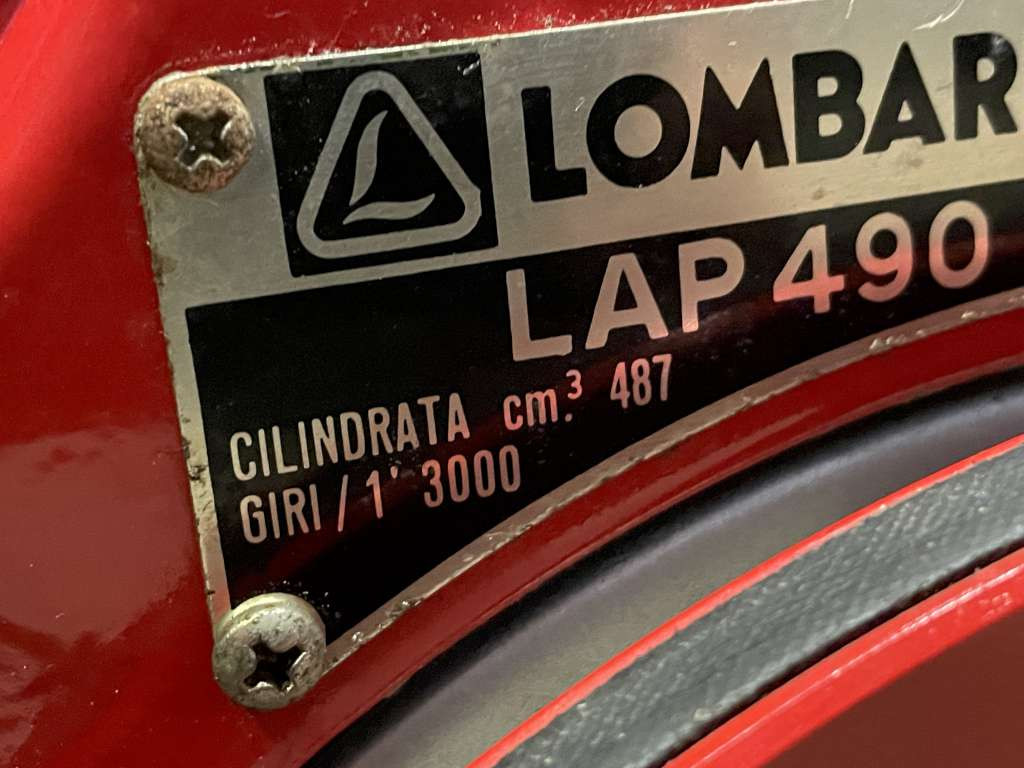 LOMBAR
LAP 490
CILINDRATA cm.³ 487
GIRI / 1' 3000